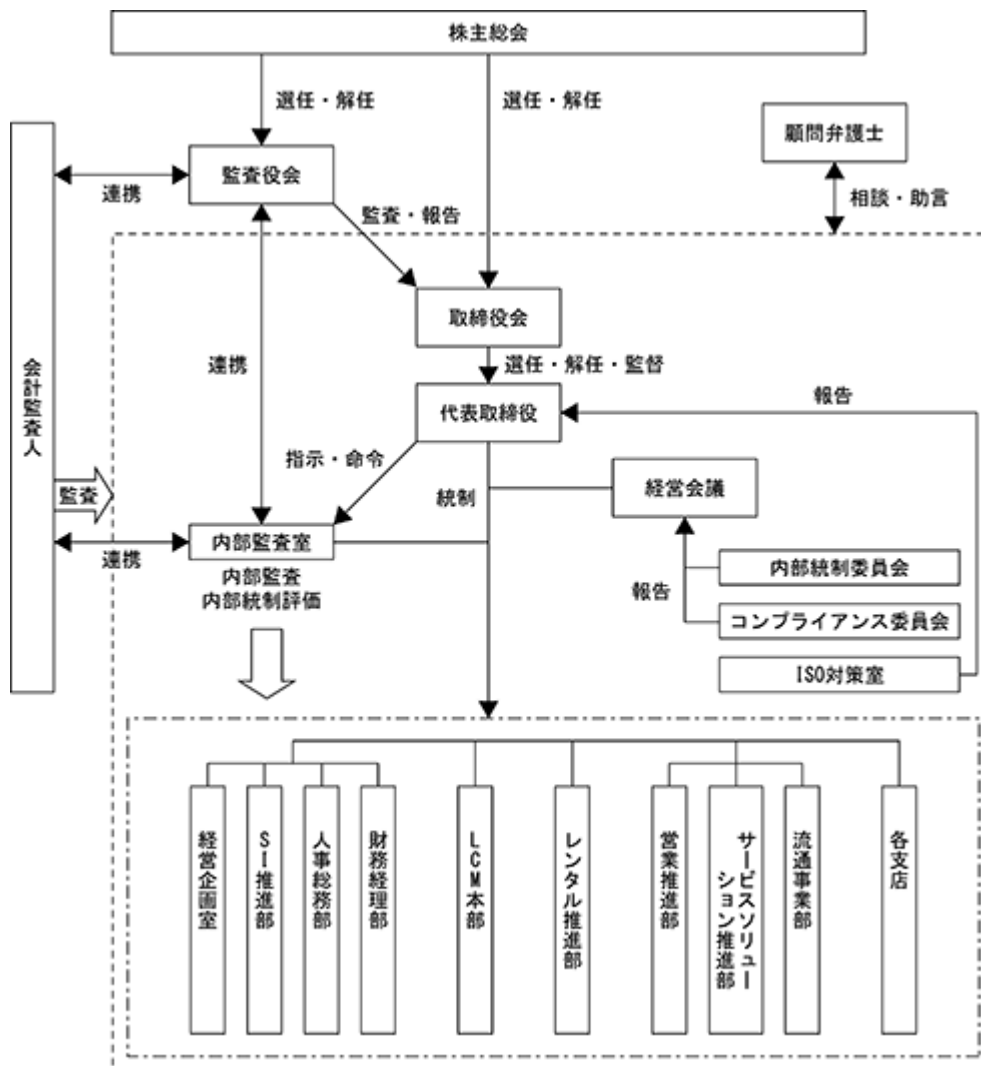 株主総会
選任・解任
選任・解任
顧問弁護士
監査役会
連携
相談・助言
監査・報告
取締役会
会計監査人
連携
選任・解任・監督
代表取締役
報告
指示・命令
経営会議
監査
統制
内部監査室
連携
内部監査
内部統制評価
内部統制委員会
報告
コンプライアンス委員会
ISO対策室
経営企画室
SI推進部
人事総務部
財務経理部
LCM本部
レンタル推進部
営業推進部
サービスソリュー
ション推進部
流通事業部
各支店